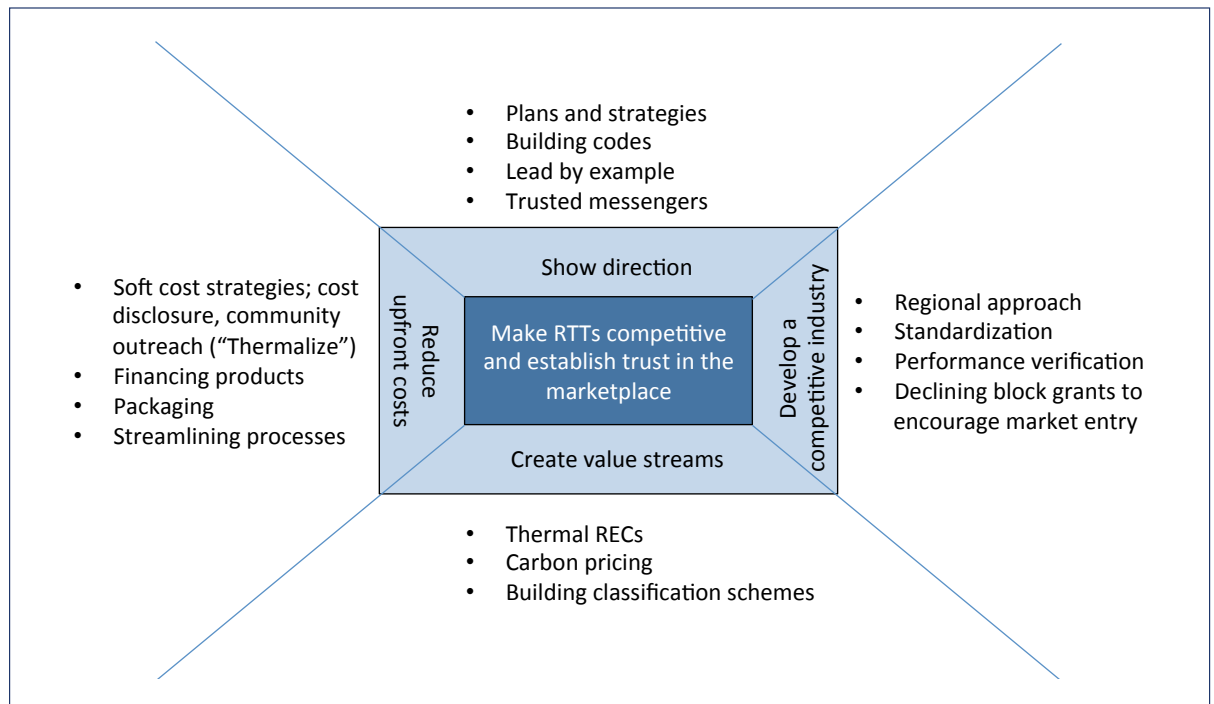 • Plans and strategies
• Building codes
• Lead by example
• Trusted messengers
Show direction
• Soft cost strategies; cost
disclosure, community
outreach (“Thermalize”)
• Financing products
• Packaging
• Streamlining processes
Reduce
upfront costs
Make RTTs competitive
and establish trust in the
marketplace
Develop a
competitive industry
• Regional approach
• Standardization
• Performance verification
• Declining block grants to
encourage market entry
Create value streams
• Thermal RECs
• Carbon pricing
• Building classification schemes